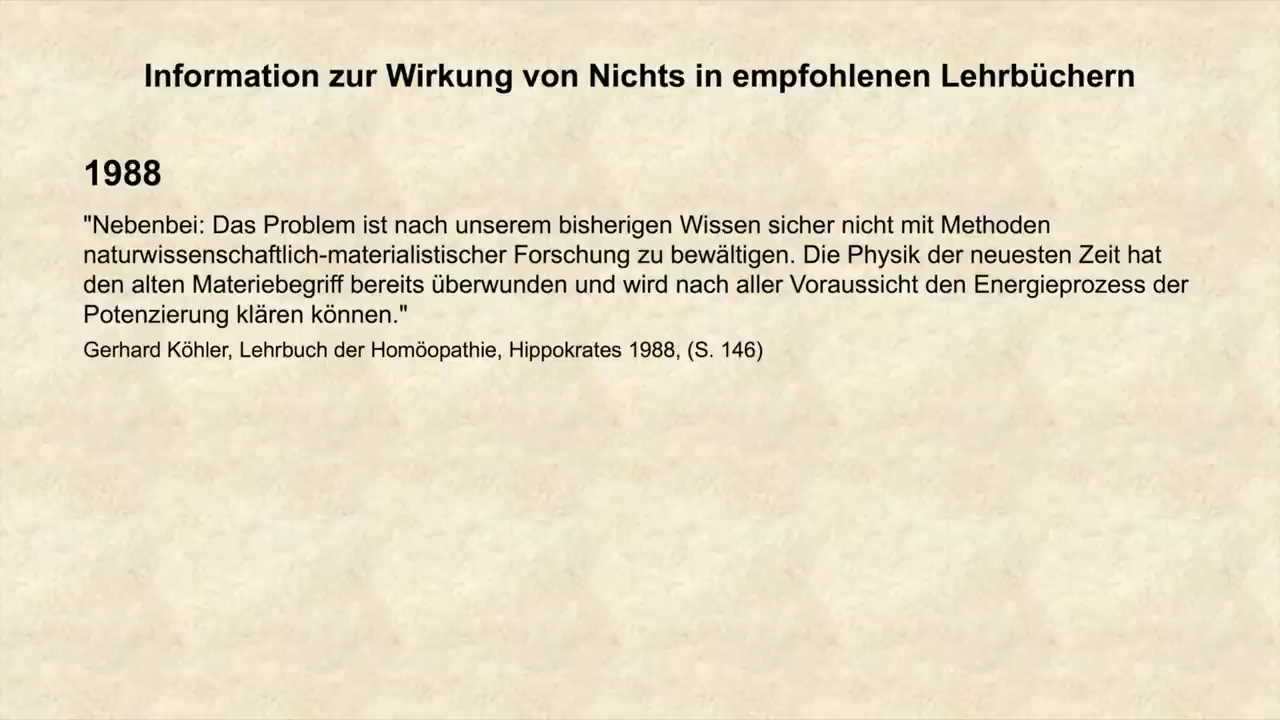 Information zur Wirkung von Nichts in empfohlenen Lehrbüchern
1988
"Nebenbei: Das Problem ist nach unserem bisherigen Wissen sicher nicht mit Methoden
naturwissenschaftlich-materialistischer Forschung zu bewältigen. Die Physik der neuesten Zeit hat
den alten Materiebegriff bereits überwunden und wird nach aller Voraussicht den Energieprozess der
Potenzierung klären können."
Gerhard Köhler, Lehrbuch der Homöopathie, Hippokrates 1988, (S. 146)